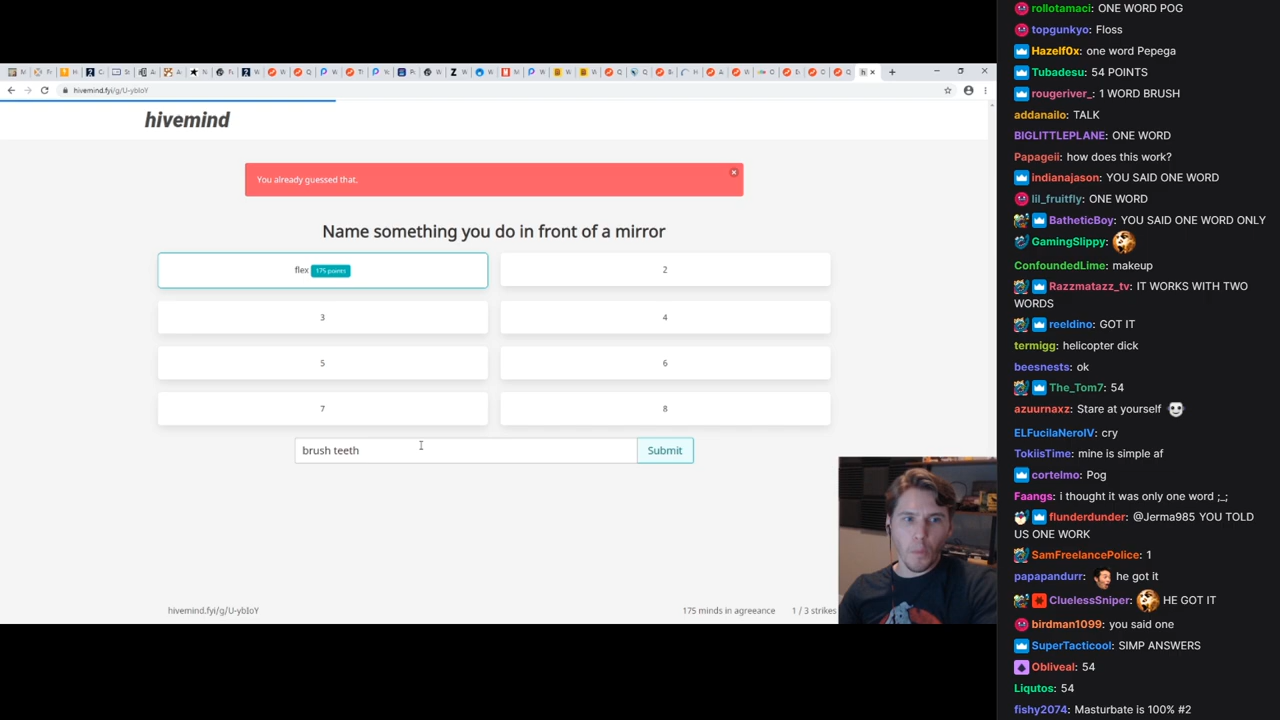 hivemind.fyi/g/U-ybIoY
hivemind
You already guessed that.
Name something you do in front of a mirror
flex 175 points
2
3
4
5
6
7
8
brush teeth
Submit
hivemind.fyi/g/U-ybIoY
175 minds in agreeance
1 / 3 strikes
rollotamaci: ONE WORD POG
topgunkyo: Floss
Hazelf0x: one word Pepega
Tubadesu: 54 POINTS
rougeriver_: 1 WORD BRUSH
addanailo: TALK
BIGLITTLEPLANE: ONE WORD
Papageii: how does this work?
indianajason: YOU SAID ONE WORD
lil_fruitfly: ONE WORD
BatheticBoy: YOU SAID ONE WORD ONLY
GamingSlippy:
ConfoundedLime: makeup
Razzmatazz_tv: IT WORKS WITH TWO
WORDS
reeldino: GOT IT
termigg: helicopter dick
beesnests: ok
The_Tom7: 54
azuurnaxz: Stare at yourself
ELFucilaNeroIV: cry
TokiisTime: mine is simple af
cortelmo: Pog
Faangs: i thought it was only one word ;_;
flunderdunder: @Jerma985 YOU TOLD
US ONE WORK
SamFreelancePolice: 1
papapandurr: he got it
CluelessSniper: HE GOT IT
birdman1099: you said one
SuperTacticool: SIMP ANSWERS
Obliveal: 54
Liqutos: 54
fishy2074: Masturbate is 100% #2